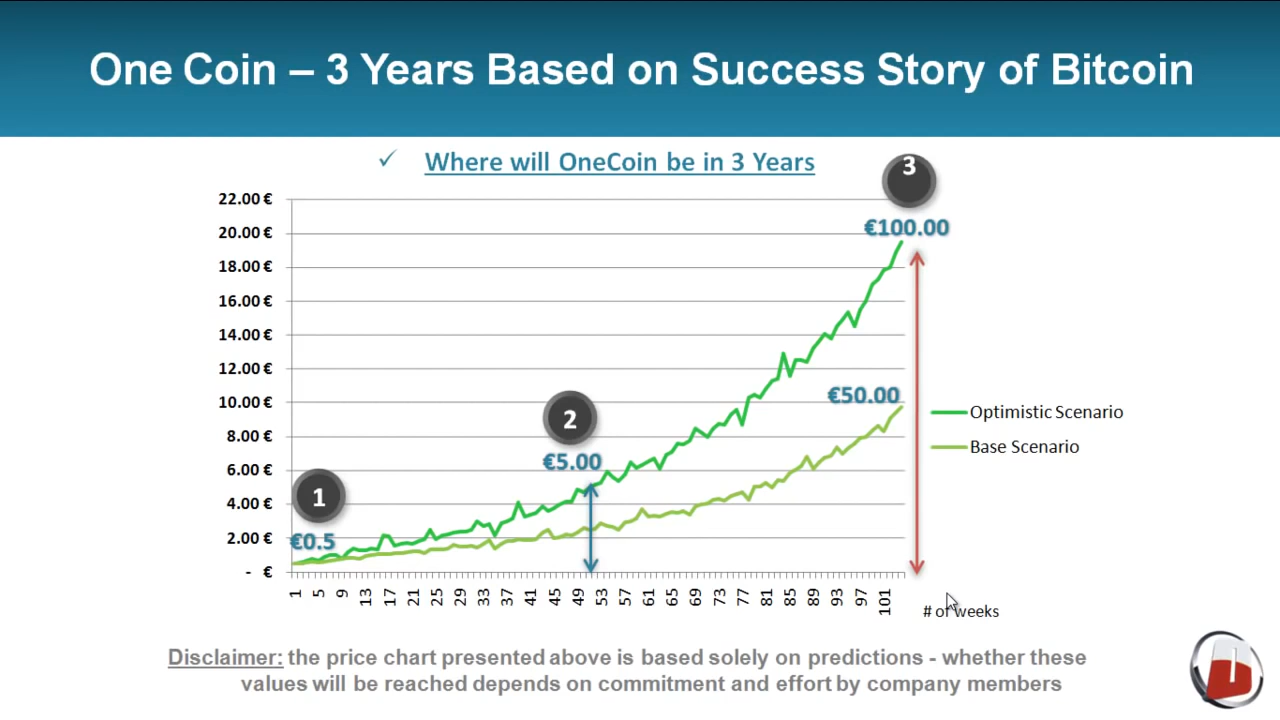 One Coin – 3 Years Based on Success Story of Bitcoin
✓ Where will OneCoin be in 3 Years
3
€100.00
22.00 €
20.00 €
18.00 €
16.00 €
14.00 €
12.00 €
10.00 €
8.00 €
6.00 €
4.00 €
2.00 €
- €
€50.00
2
€5.00
1
€0.5
Optimistic Scenario
Base Scenario
1 5 9 13 17 21 25 29 33 37 41 45 49 53 57 61 65 69 73 77 81 85 89 93 97 101
# of weeks
Disclaimer: the price chart presented above is based solely on predictions - whether these
values will be reached depends on commitment and effort by company members